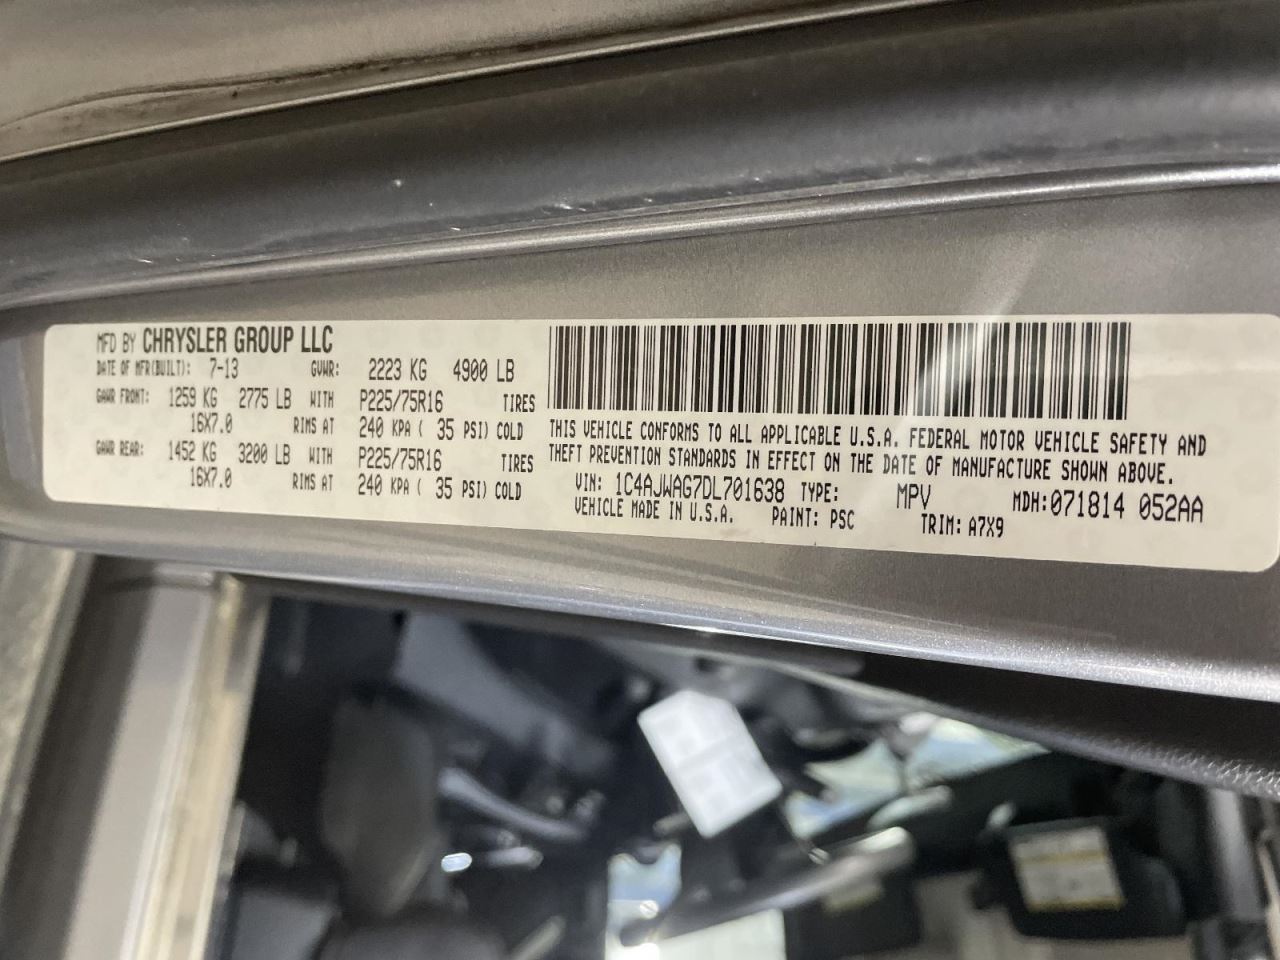 MFD BY CHRYSLER GROUP LLC
DATE OF MFR(BUILT): 7-13 GVWR: 2223 KG 4900 LB
GAWR FRONT: 1259 KG 2775 LB WITH P225/75R16 TIRES
16X7.0 RIMS AT 240 KPA ( 35 PSI) COLD
GAWR REAR: 1452 KG 3200 LB WITH P225/75R16 TIRES
16X7.0 RIMS AT 240 KPA ( 35 PSI) COLD
THIS VEHICLE CONFORMS TO ALL APPLICABLE U.S.A. FEDERAL MOTOR VEHICLE SAFETY AND
THEFT PREVENTION STANDARDS IN EFFECT ON THE DATE OF MANUFACTURE SHOWN ABOVE.
VIN: 1C4AJWAG7DL701638 TYPE: MPV MDH:071814 052AA
VEHICLE MADE IN U.S.A. PAINT: PSC TRIM: A7X9